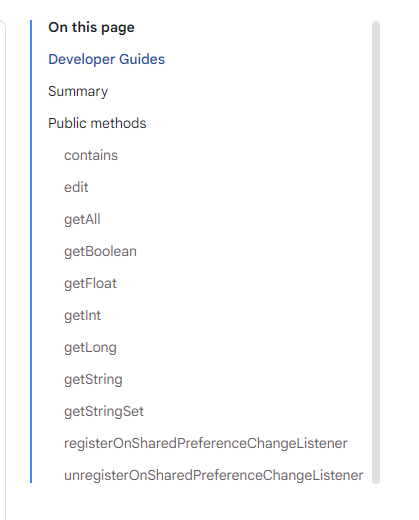 On this page
Developer Guides
Summary
Public methods
contains
edit
getAll
getBoolean
getFloat
getInt
getLong
getString
getStringSet
registerOnSharedPreferenceChangeListener
unregisterOnSharedPreferenceChangeListener